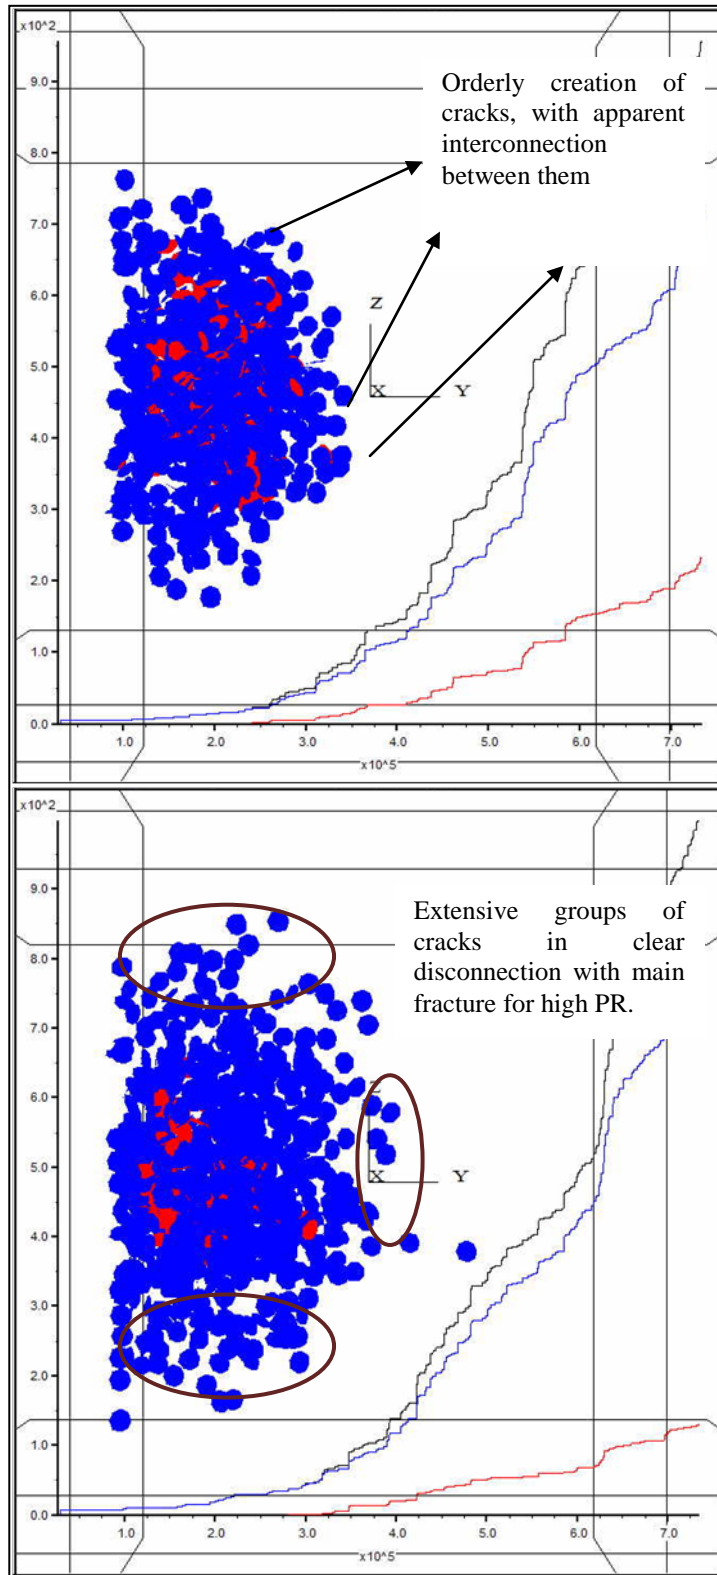 x10^2
Orderly creation of
cracks, with apparent
interconnection
between them
9.0
8.0
7.0
6.0
5.0
4.0
3.0
2.0
1.0
0.0
Z
X Y
1.0 2.0 3.0 4.0 5.0 6.0 7.0
x10^5
x10^2
Extensive groups of
cracks in clear
disconnection with main
fracture for high PR.
9.0
8.0
7.0
6.0
5.0
4.0
3.0
2.0
1.0
0.0
X Y
1.0 2.0 3.0 4.0 5.0 6.0 7.0
x10^5